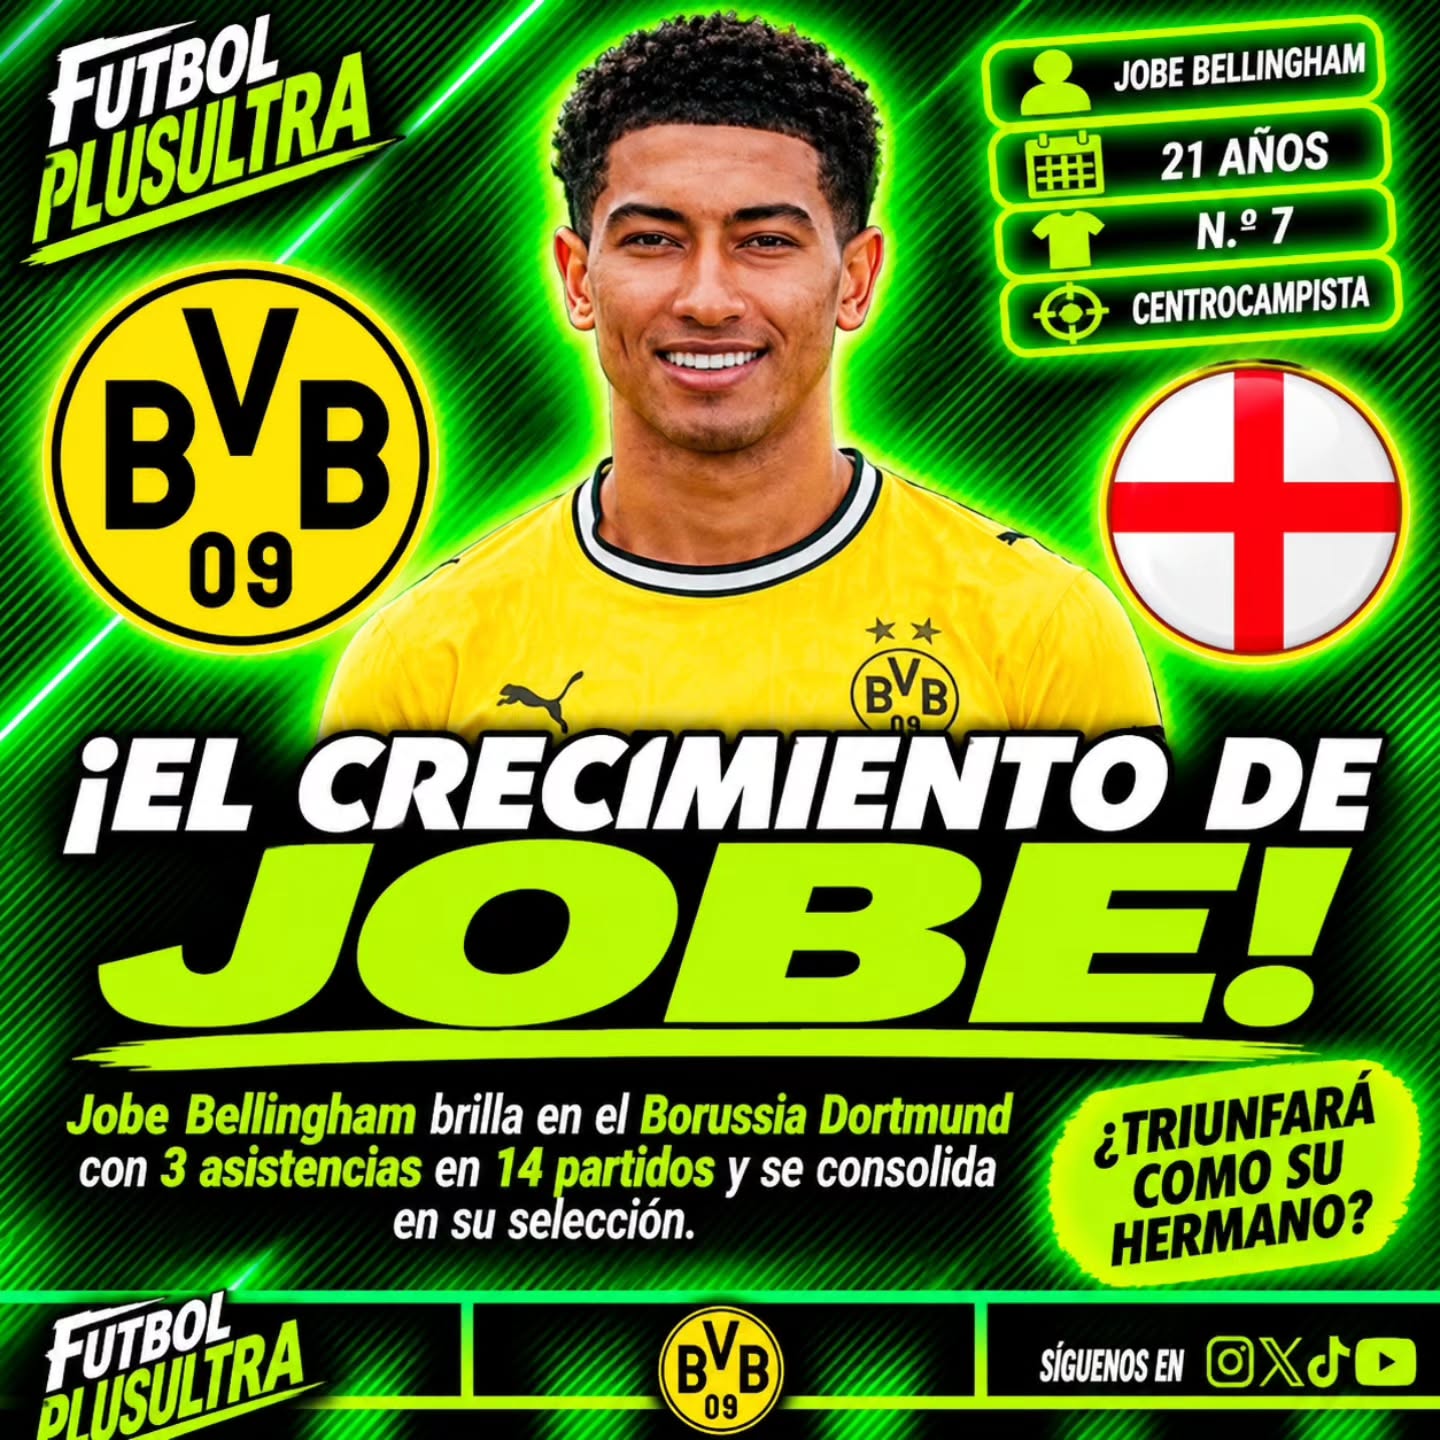 FUTBOL
PLUSULTRA
JOBE BELLINGHAM
21 AÑOS
N.º 7
CENTROCAMPISTA
BVB
09
BVB
09
¡EL CRECIMIENTO DE
JOBE!
Jobe Bellingham brilla en el Borussia Dortmund
con 3 asistencias en 14 partidos y se consolida
en su selección.
¿TRIUNFARÁ
COMO SU
HERMANO?
FUTBOL
PLUSULTRA
BVB
09
SÍGUENOS EN